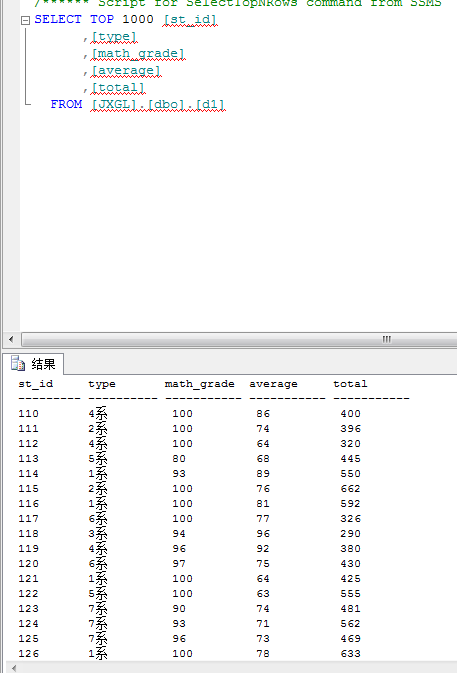 /****** Script for SelectTopNRows command from SSMS
SELECT TOP 1000 [st_id]
,[type]
,[math_grade]
,[average]
,[total]
FROM [JXGL].[dbo].[d1]
结果
st_id type math_grade average total
--------- ---------- ----------- ---------- -----------
110 4系 100 86 400
111 2系 100 74 396
112 4系 100 64 320
113 5系 80 68 445
114 1系 93 89 550
115 2系 100 76 662
116 1系 100 81 592
117 6系 100 77 326
118 3系 94 96 290
119 4系 96 92 380
120 6系 97 75 430
121 1系 100 64 425
122 5系 100 63 555
123 7系 90 74 481
124 7系 93 71 562
125 7系 96 73 469
126 1系 100 78 633